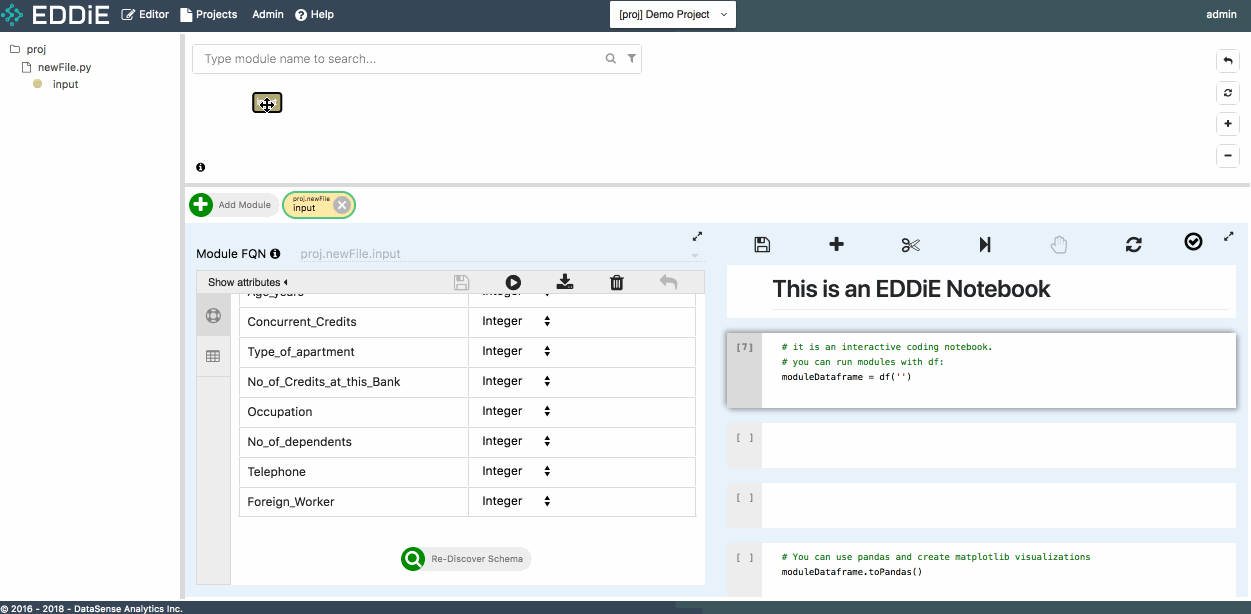 EDDiE Editor Projects Admin Help [proj] Demo Project admin
proj
newFile.py
input
Type module name to search...
Add Module
proj.newFile
input
Module FQN proj.newFile.input
Show attributes
Age_years Integer
Concurrent_Credits Integer
Type_of_apartment Integer
No_of_Credits_at_this_Bank Integer
Occupation Integer
No_of_dependents Integer
Telephone Integer
Foreign_Worker Integer
Re-Discover Schema
This is an EDDiE Notebook
[7]
# it is an interactive coding notebook.
# you can run modules with df:
moduleDataframe = df('')
[ ]
[ ]
[ ]
# You can use pandas and create matplotlib visualizations
moduleDataframe.toPandas()
© 2016 - 2018 - DataSense Analytics Inc.